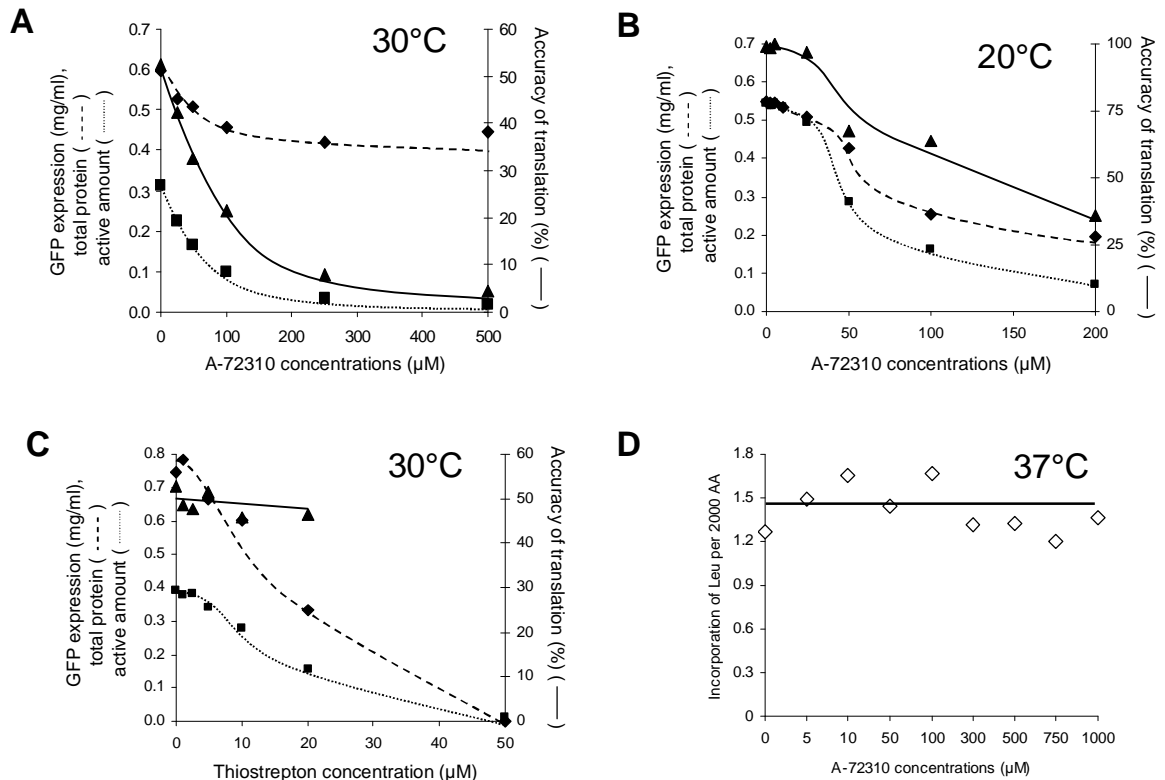 A
30°C
GFP expression (mg/ml),
total protein ( --- )
active amount ( ...... )
0.7
0.6
0.5
0.4
0.3
0.2
0.1
0.0
60
50
40
30
20
10
0
Accuracy of translation (%) ( — )
0 100 200 300 400 500
A-72310 concentrations (µM)
B
20°C
GFP expression (mg/ml),
total protein ( --- )
active amount ( ...... )
0.7
0.6
0.5
0.4
0.3
0.2
0.1
0.0
100
75
50
25
0
Accuracy of translation (%) ( — )
0 50 100 150 200
A-72310 concentrations (µM)
C
30°C
GFP expression (mg/ml),
total protein ( --- )
active amount ( ...... )
0.8
0.7
0.6
0.5
0.4
0.3
0.2
0.1
0.0
60
50
40
30
20
10
0
Accuracy of translation (%) ( — )
0 10 20 30 40 50
Thiostrepton concentration (µM)
D
37°C
Incorporation of Leu per 2000 AA
1.8
1.5
1.2
0.9
0.6
0.3
0
0 5 10 50 100 300 500 750 1000
A-72310 concentrations (µM)